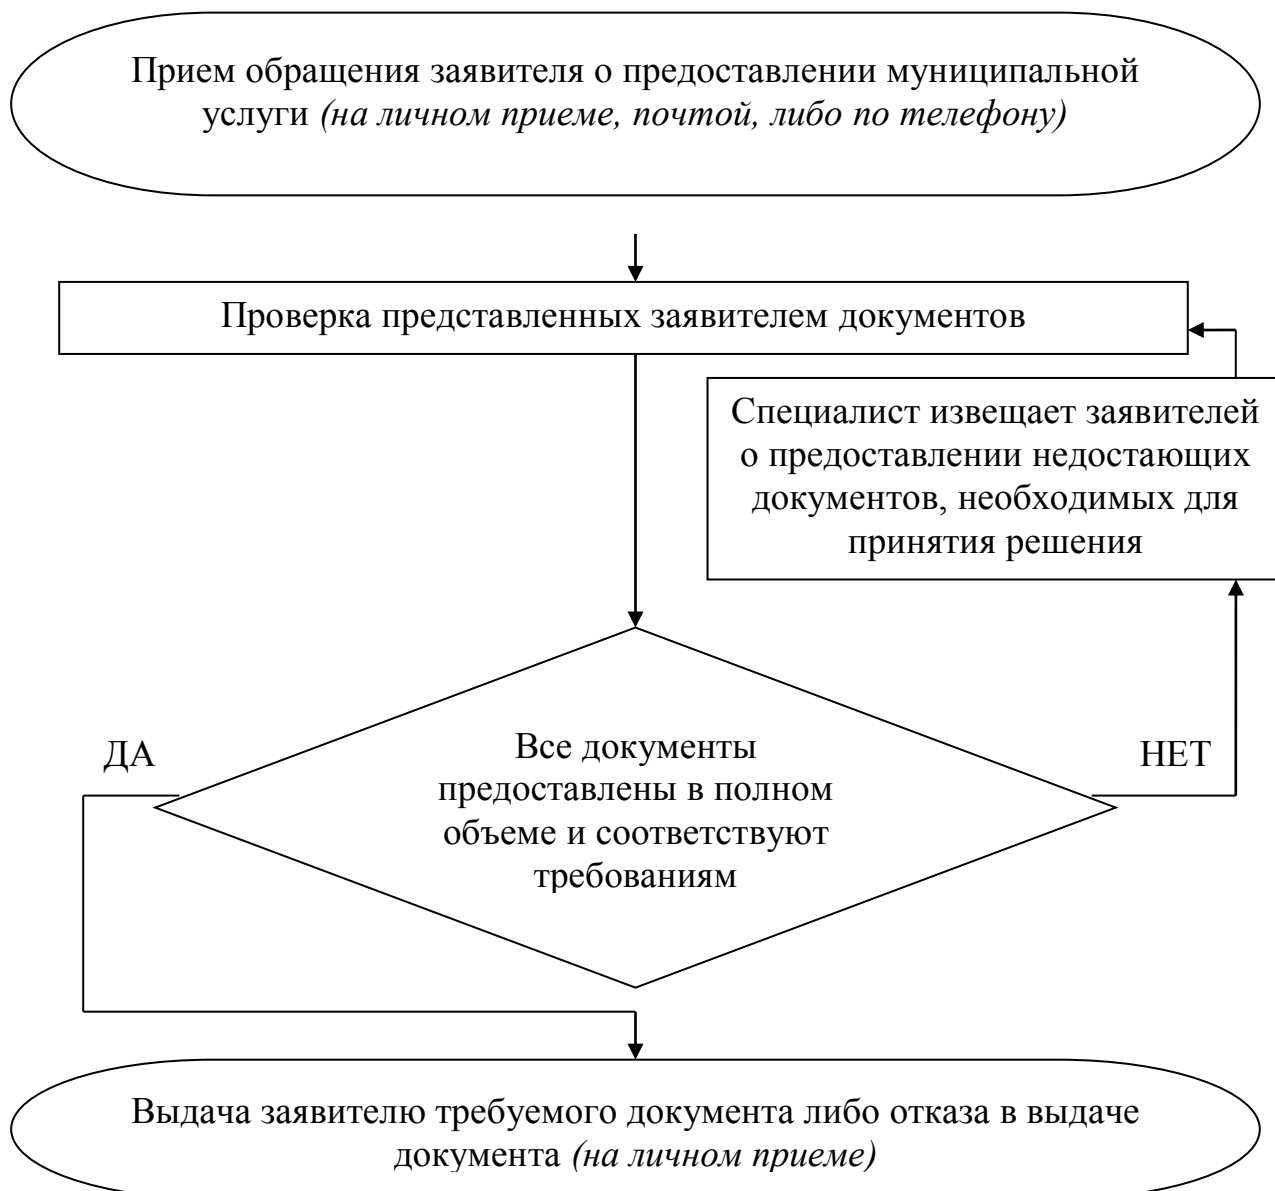 Прием обращения заявителя о предоставлении муниципальной
услуги (на личном приеме, почтой, либо по телефону)
Проверка представленных заявителем документов
Специалист извещает заявителей
о предоставлении недостающих
документов, необходимых для
принятия решения
ДА
НЕТ
Все документы
предоставлены в полном
объеме и соответствуют
требованиям
Выдача заявителю требуемого документа либо отказа в выдаче
документа (на личном приеме)